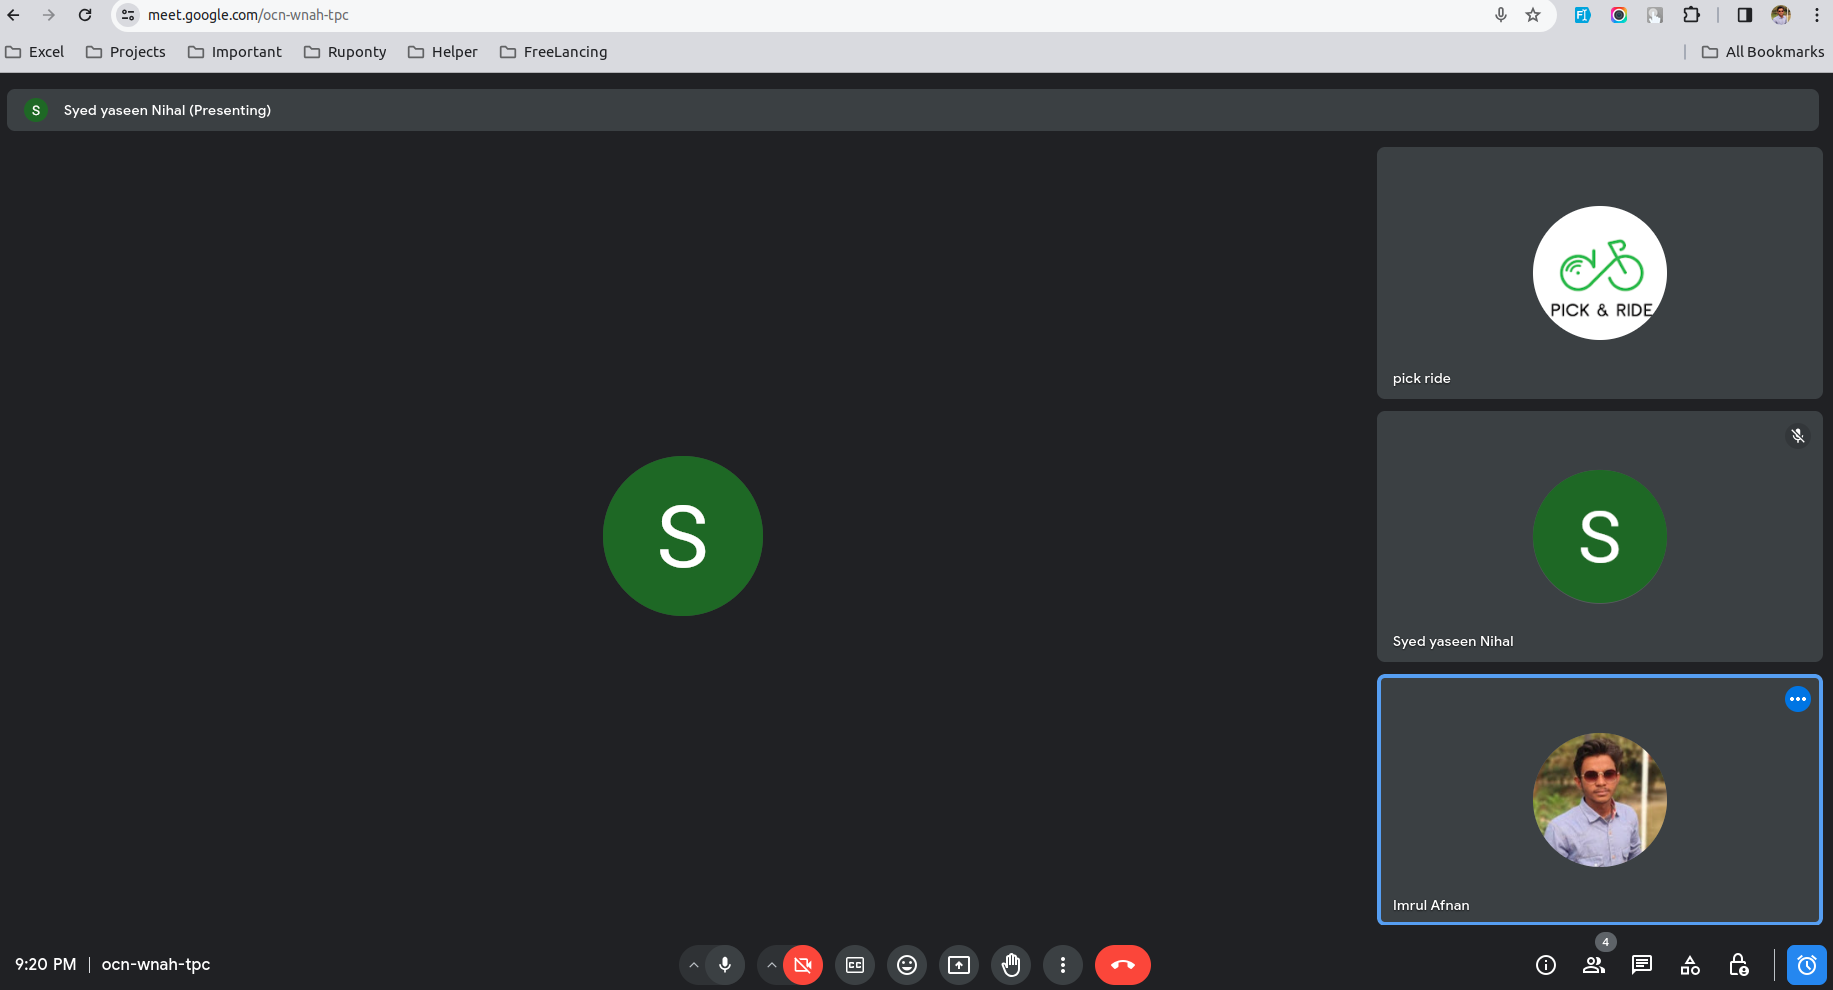 meet.google.com/ocn-wnah-tpc
Excel Projects Important Ruponty Helper FreeLancing All Bookmarks
S Syed yaseen Nihal (Presenting)
PICK & RIDE
pick ride
S
S
Syed yaseen Nihal
Imrul Afnan
4
9:20 PM | ocn-wnah-tpc
CC